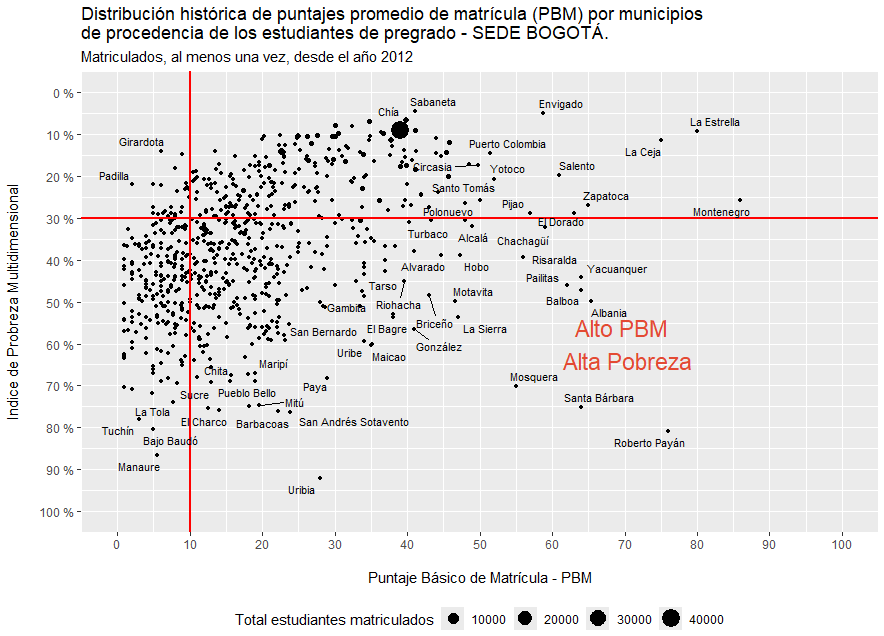 Distribución histórica de puntajes promedio de matrícula (PBM) por municipios
de procedencia de los estudiantes de pregrado - SEDE BOGOTÁ.
Matriculados, al menos una vez, desde el año 2012
Indice de Probreza Multidimensional
0 %
10 %
20 %
30 %
40 %
50 %
60 %
70 %
80 %
90 %
100 %
Sabaneta
Chía
Envigado
La Estrella
Girardota
Puerto Colombia
La Ceja
Circasia
Yotoco
Salento
Padilla
Santo Tomás
Zapatoca
Pijao
Polonuevo
Montenegro
El Dorado
Turbaco
Alcalá
Chachagüí
Risaralda
Alvarado
Hobo
Yacuanquer
Pailitas
Tarso
Motavita
Balboa
Riohacha
Gambita
Albania
Briceño
San Bernardo
El Bagre
La Sierra
Alto PBM
Alta Pobreza
González
Uribe
Maicao
Maripí
Chita
Mosquera
Paya
Pueblo Bello
Sucre
Mitú
Santa Bárbara
La Tola
El Charco
Barbacoas
San Andrés Sotavento
Tuchín
Bajo Baudó
Roberto Payán
Manaure
Uribia
0 10 20 30 40 50 60 70 80 90 100
Puntaje Básico de Matrícula - PBM
Total estudiantes matriculados 10000 20000 30000 40000